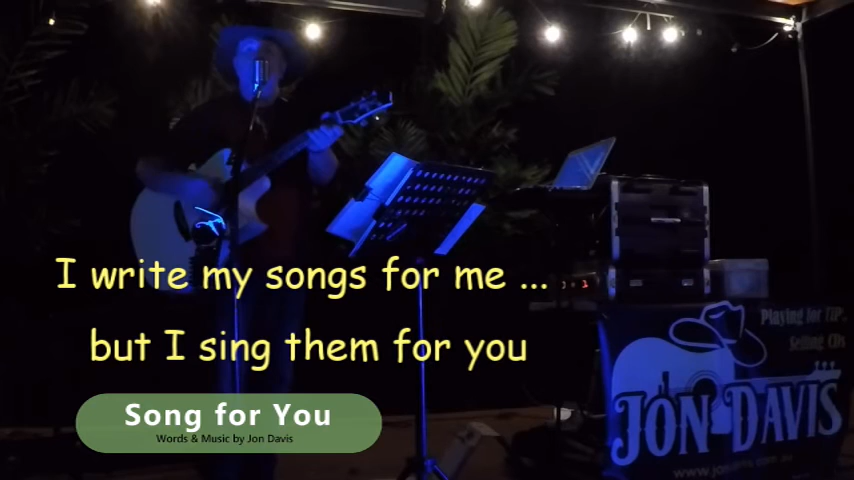 I write my songs for me ...
but I sing them for you
Song for You
Words & Music by Jon Davis
Playing for TIP..
Selling CDs
JON DAVIS